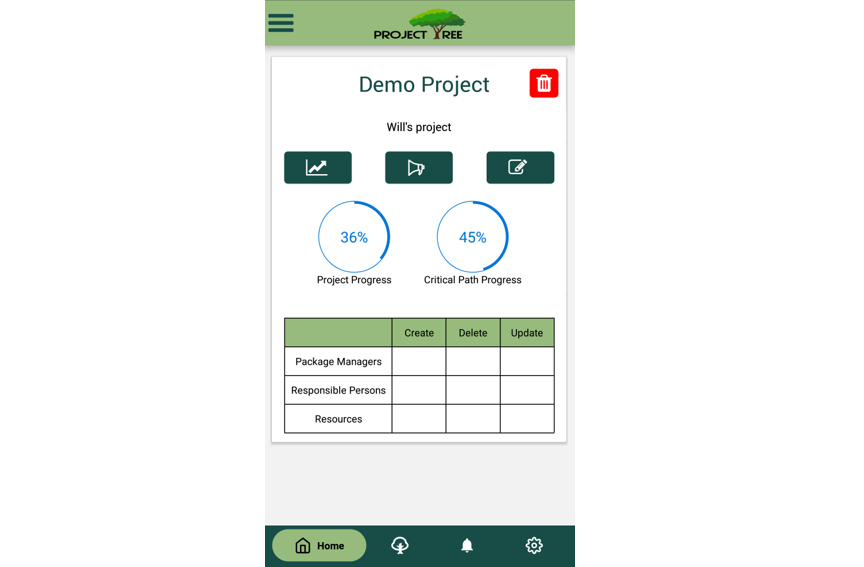 PROJECT TREE
Demo Project
Will's project
36%
45%
Project Progress
Critical Path Progress
Create Delete Update
Package Managers
Responsible Persons
Resources
Home